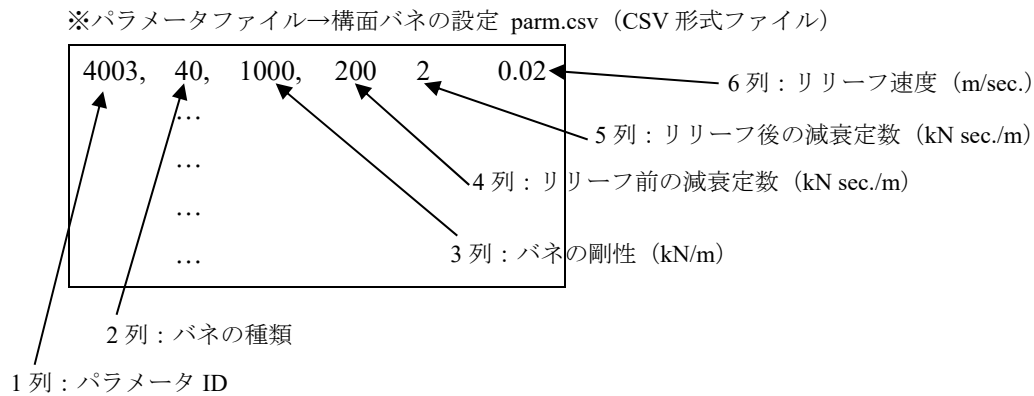 ※パラメータファイル→構面バネの設定 parm.csv（CSV 形式ファイル）
4003, 40, 1000, 200 2 0.02
6 列：リリーフ速度（m/sec.）
…
5 列：リリーフ後の減衰定数（kN sec./m）
…
4 列：リリーフ前の減衰定数（kN sec./m）
…
3 列：バネの剛性（kN/m）
…
2 列：バネの種類
1 列：パラメータ ID